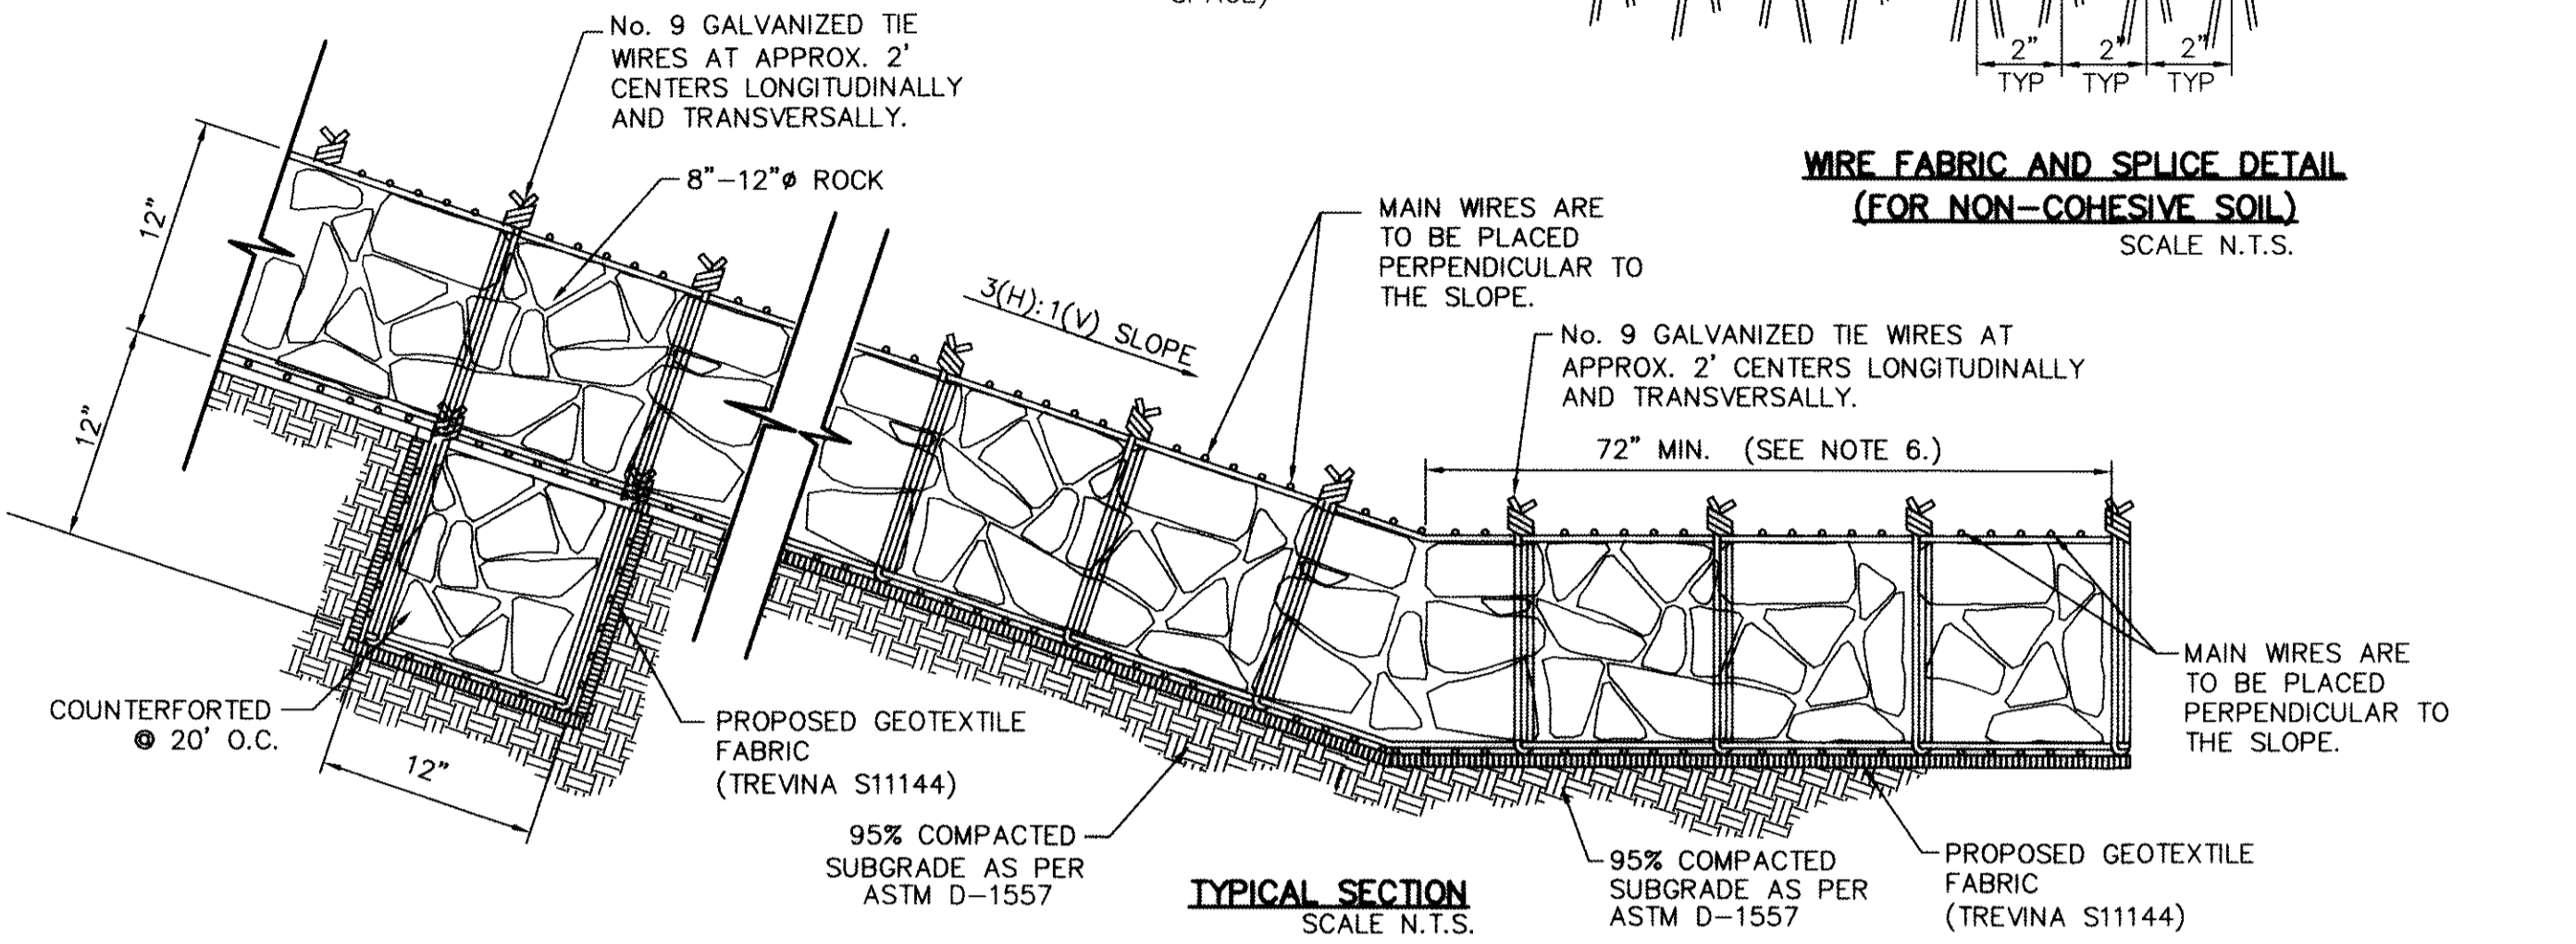 No. 9 GALVANIZED TIE
WIRES AT APPROX. 2'
CENTERS LONGITUDINALLY
AND TRANSVERSALLY.
2" 2" 2"
TYP TYP TYP
WIRE FABRIC AND SPLICE DETAIL
(FOR NON-COHESIVE SOIL)
SCALE N.T.S.
12"
8"-12"ø ROCK
MAIN WIRES ARE
TO BE PLACED
PERPENDICULAR TO
THE SLOPE.
3(H):1(V) SLOPE
No. 9 GALVANIZED TIE WIRES AT
APPROX. 2' CENTERS LONGITUDINALLY
AND TRANSVERSALLY.
12"
72" MIN. (SEE NOTE 6.)
MAIN WIRES ARE
TO BE PLACED
PERPENDICULAR TO
THE SLOPE.
COUNTERFORTED
@ 20' O.C.
12"
PROPOSED GEOTEXTILE
FABRIC
(TREVINA S11144)
95% COMPACTED
SUBGRADE AS PER
ASTM D-1557
TYPICAL SECTION
SCALE N.T.S.
95% COMPACTED
SUBGRADE AS PER
ASTM D-1557
PROPOSED GEOTEXTILE
FABRIC
(TREVINA S11144)